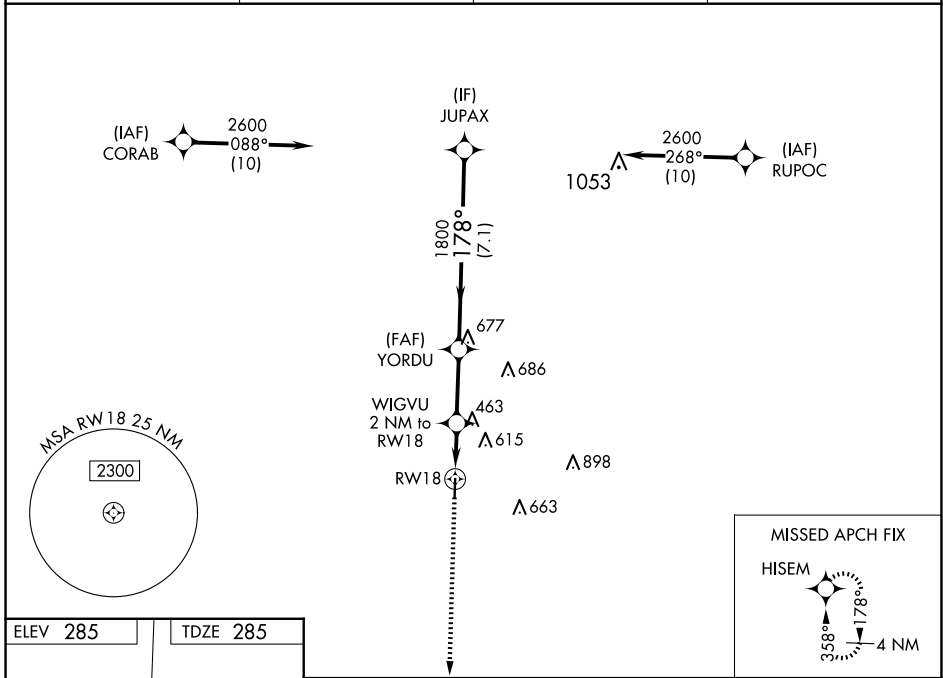 (IAF)
CORAB
2600
088°
(10)
(IF)
JUPAX
2600
268°
(10)
1053
(IAF)
RUPOC
1800
178°
(7.1)
(FAF)
YORDU
677
686
WIGVU
2 NM to
RW18
463
615
RW18
898
663
MSA RW18 25 NM
2300
MISSED APCH FIX
HISEM
358°
178°
4 NM
ELEV 285
TDZE 285